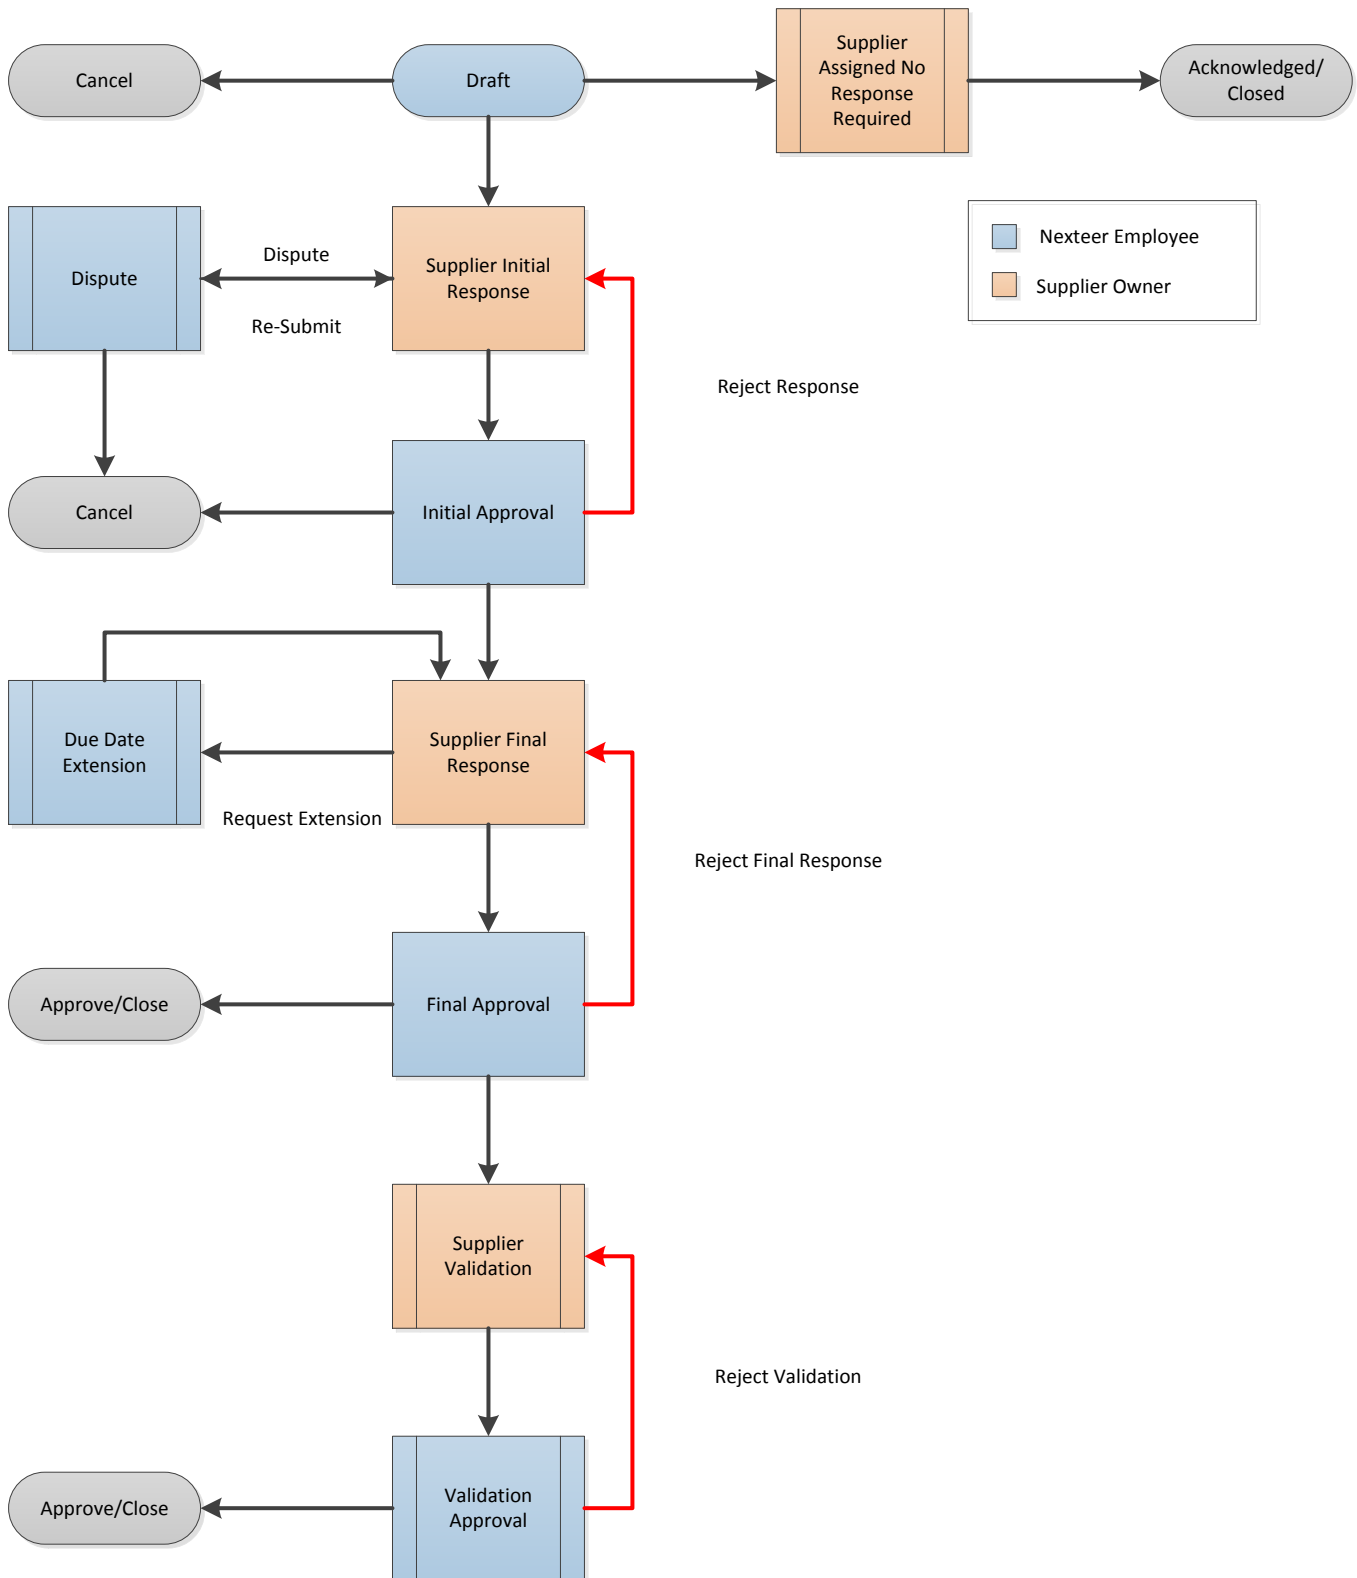 Cancel
Draft
Supplier
Assigned No
Response
Required
Acknowledged/
Closed
Nexteer Employee
Supplier Owner
Dispute
Dispute
Re-Submit
Supplier Initial
Response
Reject Response
Cancel
Initial Approval
Due Date
Extension
Request Extension
Supplier Final
Response
Reject Final Response
Approve/Close
Final Approval
Supplier
Validation
Reject Validation
Approve/Close
Validation
Approval